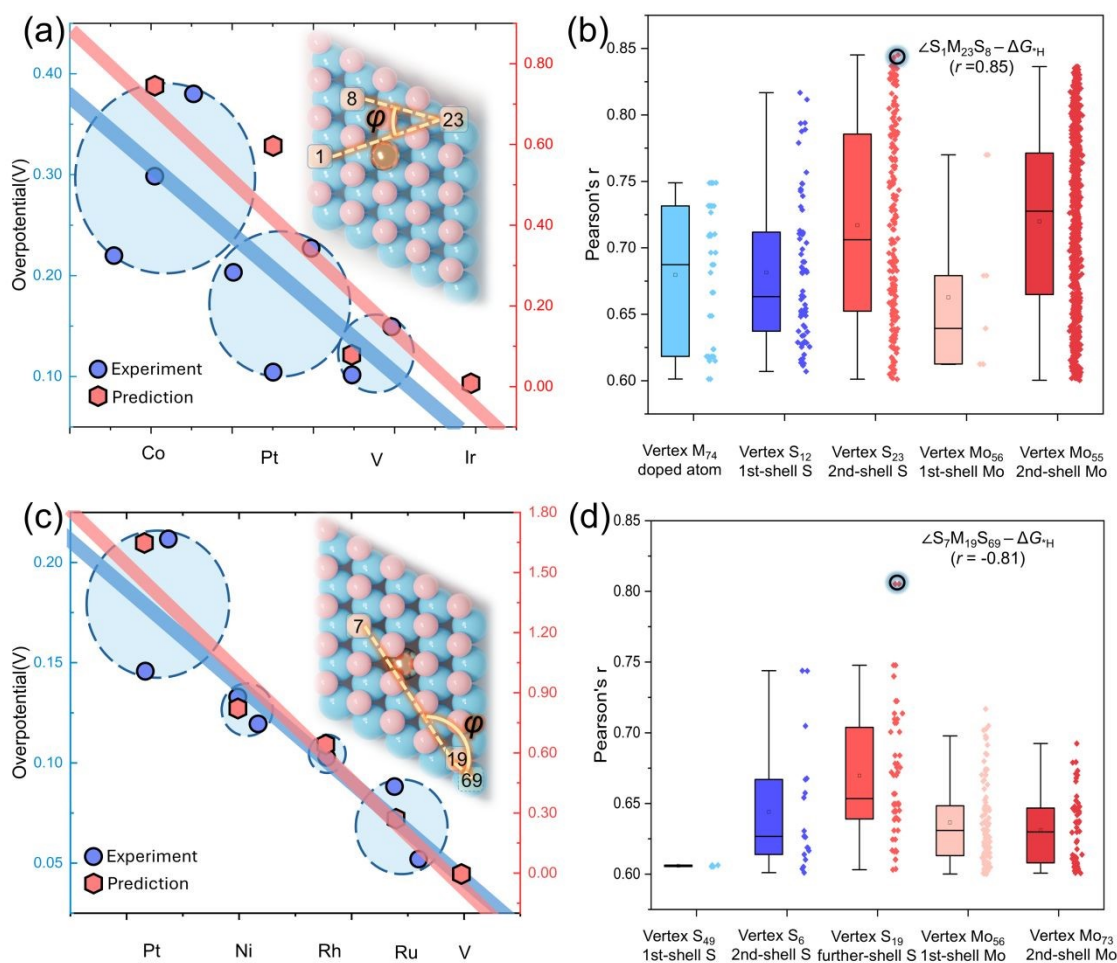 (a)
Overpotential(V)
0.40
0.30
0.20
0.10
0.80
0.60
0.40
0.20
0.00
8
φ
23
1
Experiment
Prediction
Co Pt V Ir
(b)
Pearson's r
0.85
0.80
0.75
0.70
0.65
0.60
∠S₁M₂₃S₈−ΔG*H
(r =0.85)
Vertex M₇₄ Vertex S₁₂ Vertex S₂₃ Vertex Mo₅₆ Vertex Mo₅₅
doped atom 1st-shell S 2nd-shell S 1st-shell Mo 2nd-shell Mo
(c)
Overpotential(V)
0.20
0.15
0.10
0.05
1.80
1.50
1.20
0.90
0.60
0.30
0.00
7
φ
19
69
Experiment
Prediction
Pt Ni Rh Ru V
(d)
Pearson's r
0.85
0.80
0.75
0.70
0.65
0.60
∠S₇M₁₉S₆₉−ΔG*H
(r = -0.81)
Vertex S₄₉ Vertex S₆ Vertex S₁₉ Vertex Mo₅₆ Vertex Mo₇₃
1st-shell S 2nd-shell S further-shell S 1st-shell Mo 2nd-shell Mo